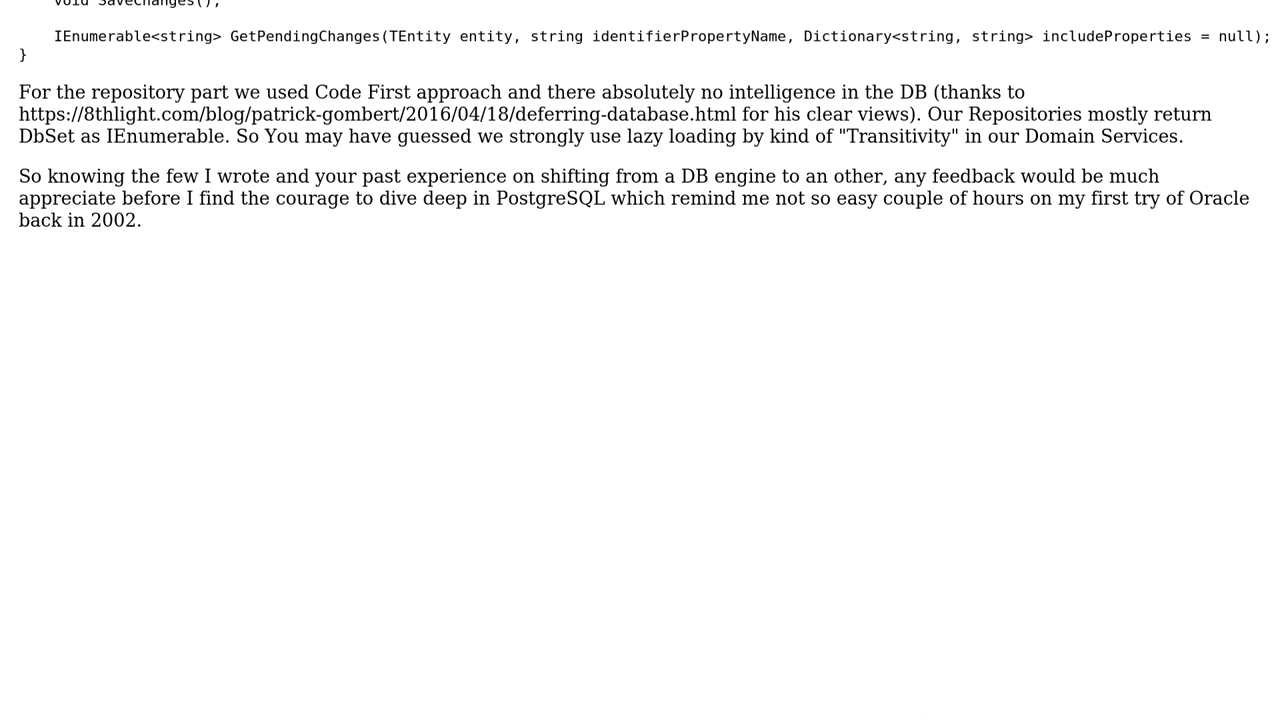 void SaveChanges();
IEnumerable<string> GetPendingChanges(TEntity entity, string identifierPropertyName, Dictionary<string, string> includeProperties = null);
}
For the repository part we used Code First approach and there absolutely no intelligence in the DB (thanks to
https://8thlight.com/blog/patrick-gombert/2016/04/18/deferring-database.html for his clear views). Our Repositories mostly return
DbSet as IEnumerable. So You may have guessed we strongly use lazy loading by kind of "Transitivity" in our Domain Services.
So knowing the few I wrote and your past experience on shifting from a DB engine to an other, any feedback would be much
appreciate before I find the courage to dive deep in PostgreSQL which remind me not so easy couple of hours on my first try of Oracle
back in 2002.